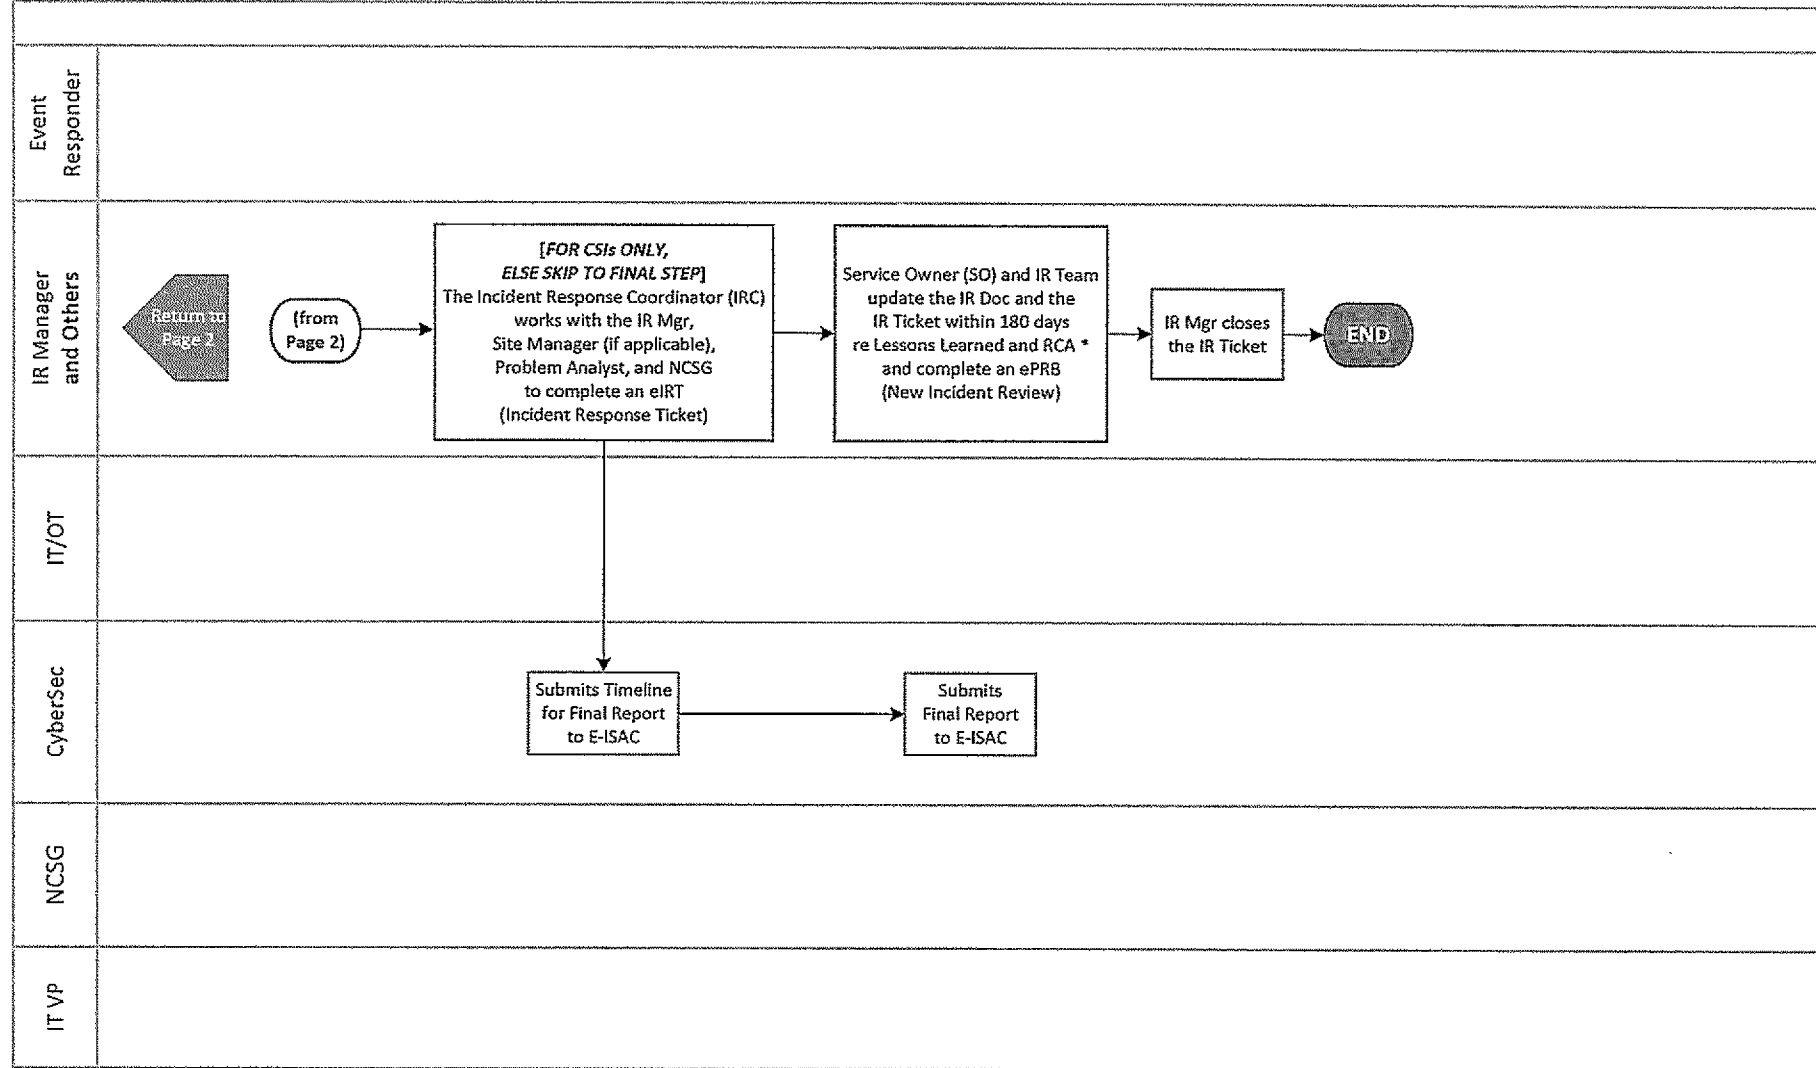 Event
Responder
IR Manager
and Others
Return to
Page 2
(from
Page 2)
[FOR CSIs ONLY,
ELSE SKIP TO FINAL STEP]
The Incident Response Coordinator (IRC)
works with the IR Mgr,
Site Manager (if applicable),
Problem Analyst, and NCSG
to complete an eIRT
(Incident Response Ticket)
Service Owner (SO) and IR Team
update the IR Doc and the
IR Ticket within 180 days
re Lessons Learned and RCA *
and complete an ePRB
(New Incident Review)
IR Mgr closes
the IR Ticket
END
IT/OT
CyberSec
Submits Timeline
for Final Report
to E-ISAC
Submits
Final Report
to E-ISAC
NCSG
IT VP